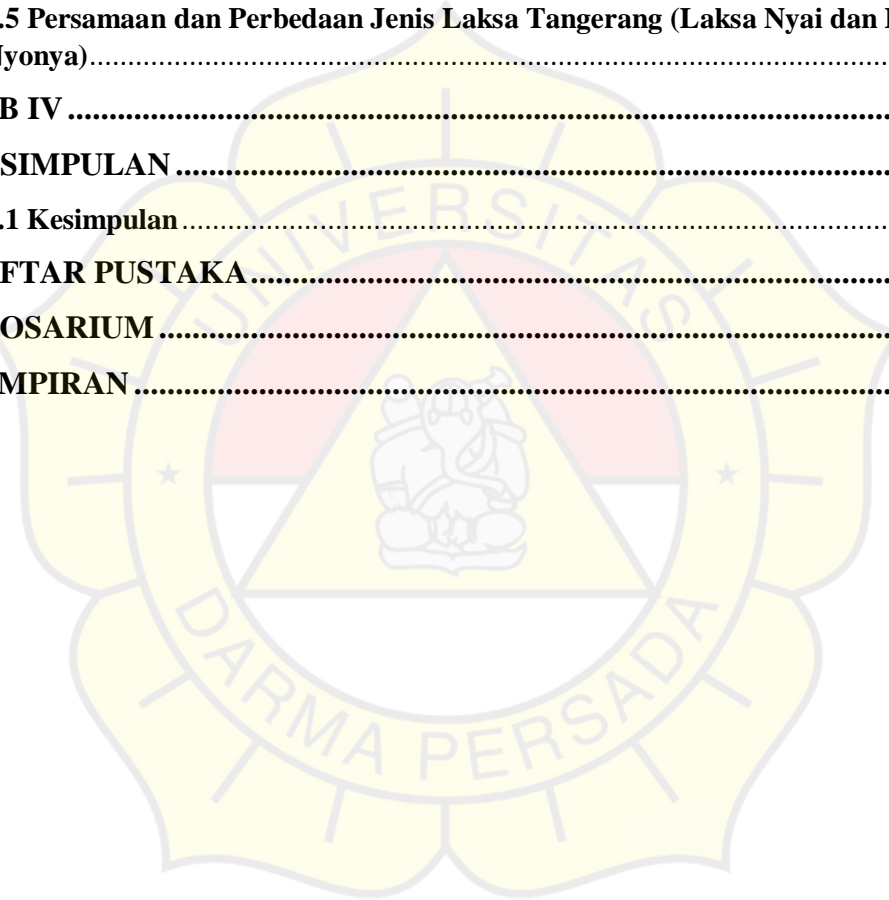 .5 Persamaan dan Perbedaan Jenis Laksa Tangerang (Laksa Nyai dan
Nyonya)....................................................................................................
B IV ....................................................................................................
SIMPULAN ....................................................................................................
.1 Kesimpulan....................................................................................................
FTAR PUSTAKA ....................................................................................................
OSARIUM ....................................................................................................
MPIRAN ....................................................................................................
UNIVERSITAS
DARMA PERSADA